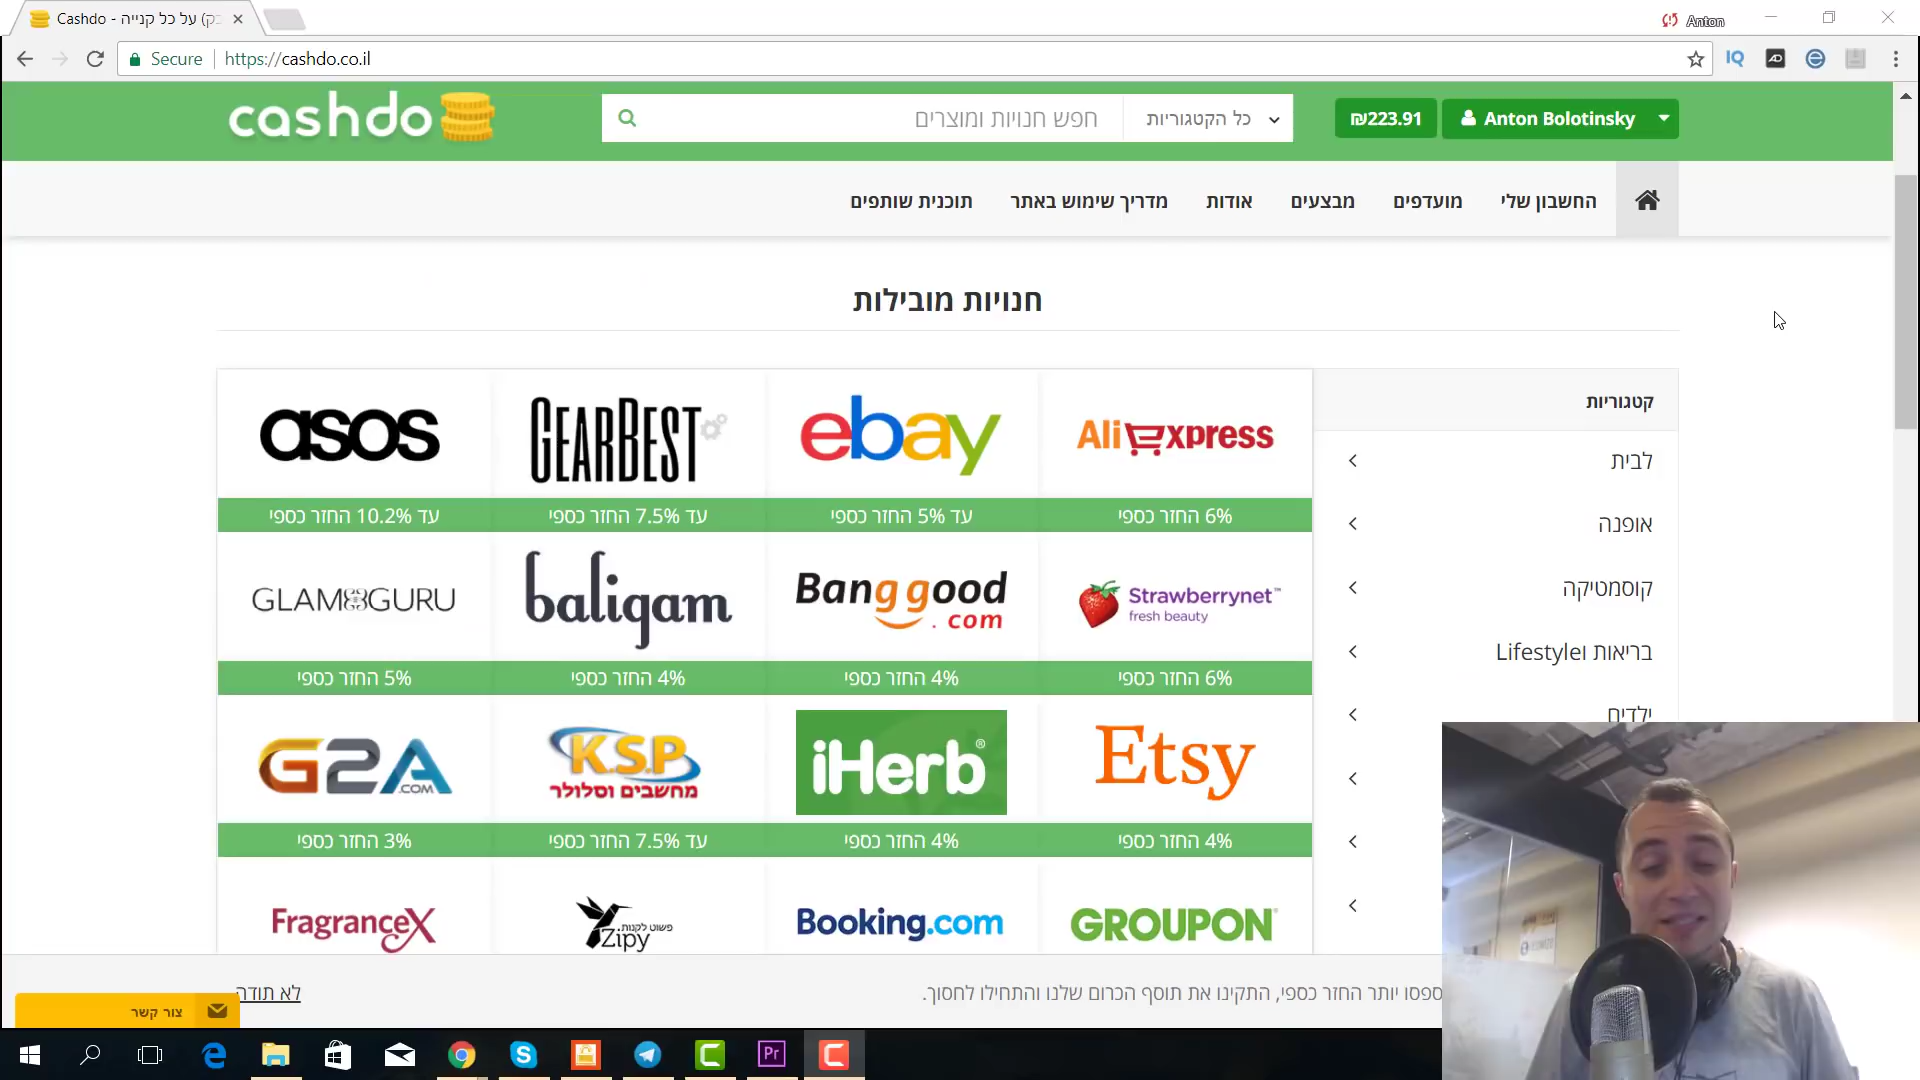 Cashdo - בק) על כל קנייה
Anton
Secure
https://cashdo.co.il
cashdo
חפש חנויות ומוצרים
כל הקטגוריות
₪223.91
Anton Bolotinsky
החשבון שלי
מועדפים
מבצעים
אודות
מדריך שימוש באתר
תוכנית שותפים
חנויות מובילות
קטגוריות
לבית
אופנה
קוסמטיקה
בריאות וLifestyle
ילדים
AliExpress
ebay
GEARBEST
asos
6% החזר כספי
עד 5% החזר כספי
עד 7.5% החזר כספי
עד 10.2% החזר כספי
Strawberrynet™
fresh beauty
Banggood
.com
baligam
GLAMGURU
6% החזר כספי
4% החזר כספי
4% החזר כספי
5% החזר כספי
Etsy
iHerb®
K.S.P
מחשבים וסלולר
G2A
.COM
4% החזר כספי
4% החזר כספי
עד 7.5% החזר כספי
3% החזר כספי
GROUPON
Booking.com
פשוט לקנות
Zipy
FragranceX
יותר החזר כספי, התקינו את תוסף הכרום שלנו והתחילו לחסוך.
לא תודה
צור קשר
IQ
Pr